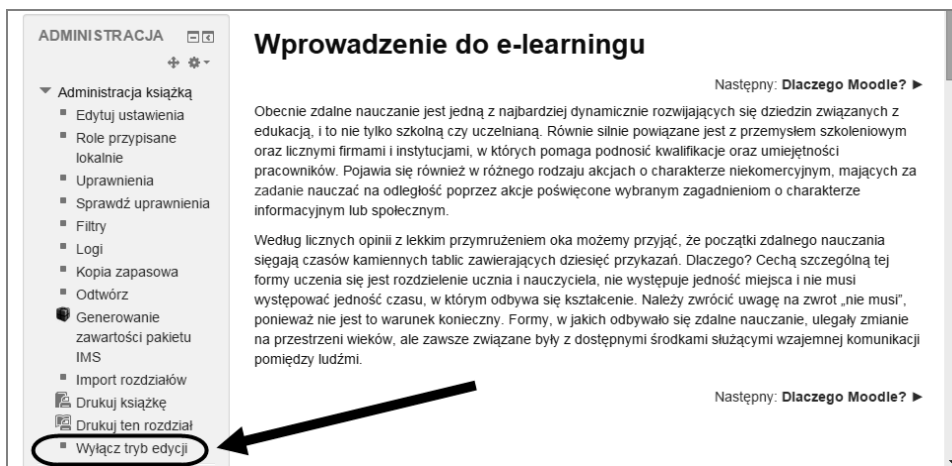 ADMINISTRACJA
Administracja książką
Edytuj ustawienia
Role przypisane
lokalnie
Uprawnienia
Sprawdź uprawnienia
Filtry
Logi
Kopia zapasowa
Odtwórz
Generowanie
zawartości pakietu
IMS
Import rozdziałów
Drukuj książkę
Drukuj ten rozdział
Wyłącz tryb edycji
Wprowadzenie do e-learningu
Następny: Dlaczego Moodle? ►
Obecnie zdalne nauczanie jest jedną z najbardziej dynamicznie rozwijających się dziedzin związanych z
edukacją, i to nie tylko szkolną czy uczelnianą. Równie silnie powiązane jest z przemysłem szkoleniowym
oraz licznymi firmami i instytucjami, w których pomaga podnosić kwalifikacje oraz umiejętności
pracowników. Pojawia się również w różnego rodzaju akcjach o charakterze niekomercyjnym, mających za
zadanie nauczać na odległość poprzez akcje poświęcone wybranym zagadnieniom o charakterze
informacyjnym lub społecznym.
Według licznych opinii z lekkim przymrużeniem oka możemy przyjąć, że początki zdalnego nauczania
sięgają czasów kamiennych tablic zawierających dziesięć przykazań. Dlaczego? Cechą szczególną tej
formy uczenia się jest rozdzielenie ucznia i nauczyciela, nie występuje jedność miejsca i nie musi
występować jedność czasu, w którym odbywa się kształcenie. Należy zwrócić uwagę na zwrot „nie musi”,
ponieważ nie jest to warunek konieczny. Formy, w jakich odbywało się zdalne nauczanie, ulegały zmianie
na przestrzeni wieków, ale zawsze związane były z dostępnymi środkami służącymi wzajemnej komunikacji
pomiędzy ludźmi.
Następny: Dlaczego Moodle? ►